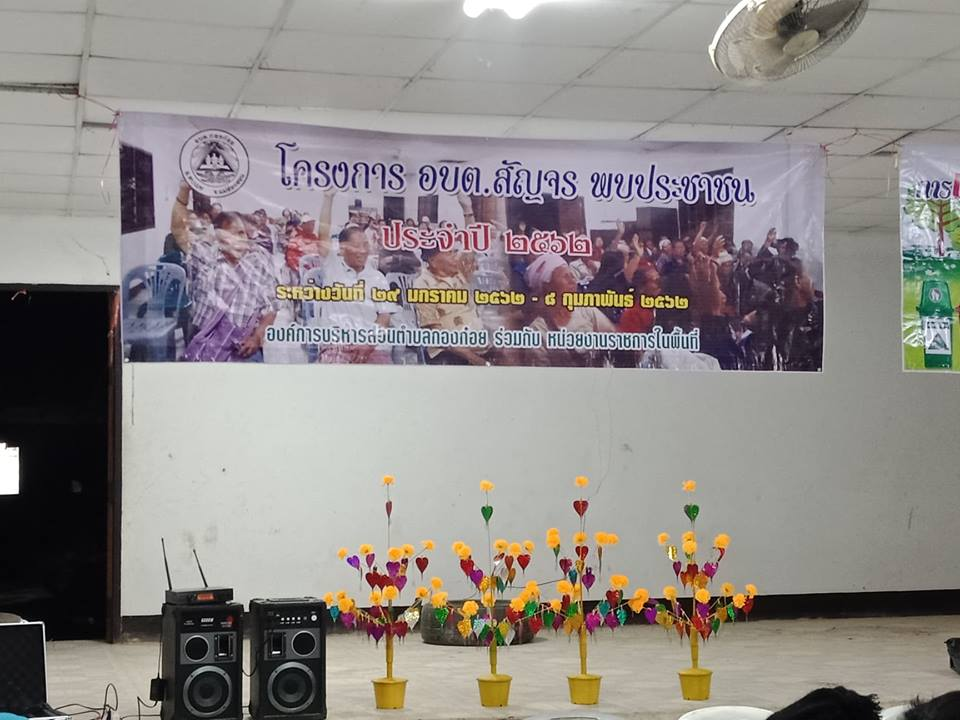 โครงการ อบต.สัญจร พบประชาชน
ประจำปี ๒๕๖๒
ระหว่างวันที่ ๒๙ มกราคม ๒๕๖๒ - ๘ กุมภาพันธ์ ๒๕๖๒
องค์การบริหารส่วนตำบลกองก๋อย ร่วมกับ หน่วยงานราชการในพื้นที่
การ